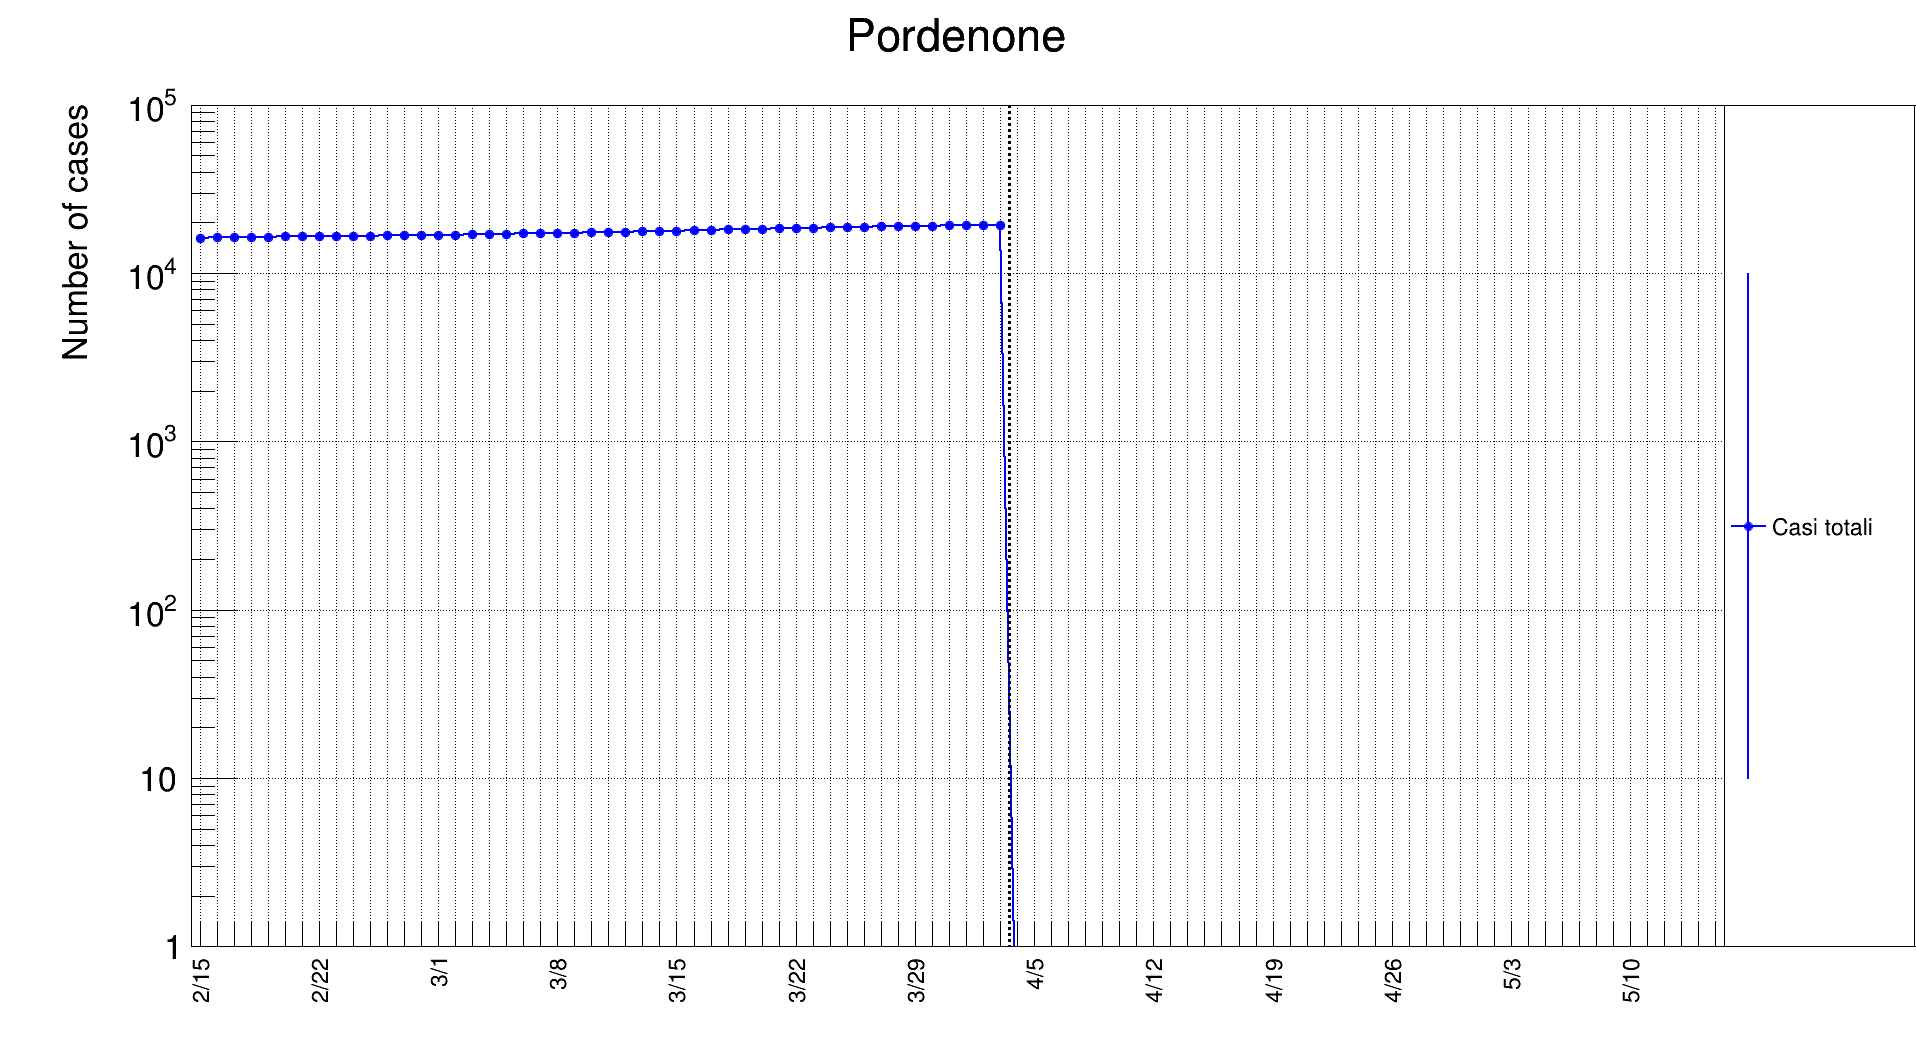 Pordenone
Number of cases
10^5
10^4
10^3
10^2
10
1
2/15 2/22 3/1 3/8 3/15 3/22 3/29 4/5 4/12 4/19 4/26 5/3 5/10
Casi totali